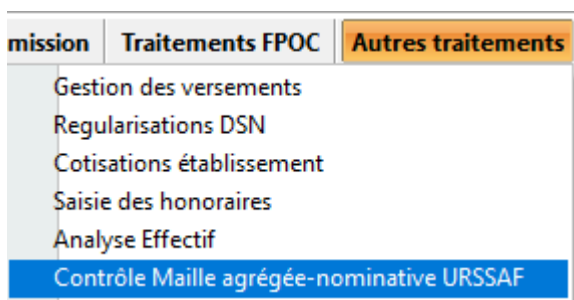 mission Traitements FPOC Autres traitements
Gestion des versements
Regularisations DSN
Cotisations établissement
Saisie des honoraires
Analyse Effectif
Contrôle Maille agrégée-nominative URSSAF